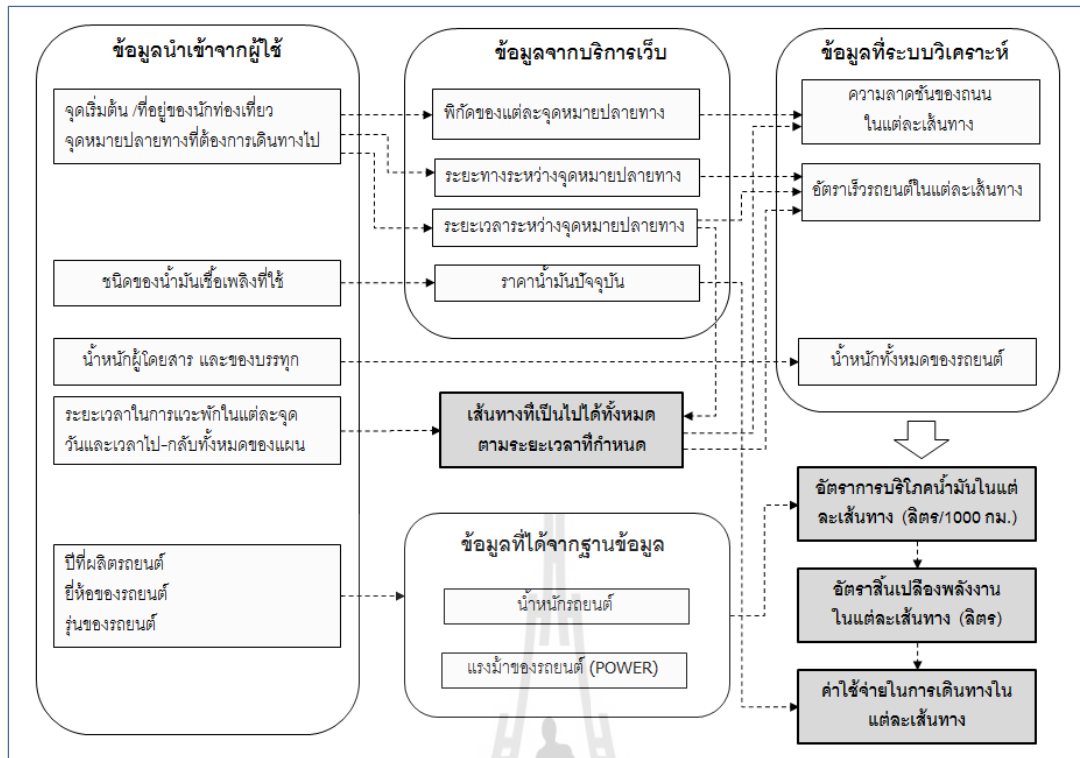 ข้อมูลนำเข้าจากผู้ใช้
จุดเริ่มต้น /ที่อยู่ของนักท่องเที่ยว
จุดหมายปลายทางที่ต้องการเดินทางไป
ชนิดของน้ำมันเชื้อเพลิงที่ใช้
น้ำหนักผู้โดยสาร และของบรรทุก
ระยะเวลาในการแวะพักในแต่ละจุด
วันและเวลาไป-กลับทั้งหมดของแผน
ปีที่ผลิตรถยนต์
ยี่ห้อของรถยนต์
รุ่นของรถยนต์
ข้อมูลจากบริการเว็บ
พิกัดของแต่ละจุดหมายปลายทาง
ระยะทางระหว่างจุดหมายปลายทาง
ระยะเวลาระหว่างจุดหมายปลายทาง
ราคาน้ำมันปัจจุบัน
เส้นทางที่เป็นไปได้ทั้งหมด
ตามระยะเวลาที่กำหนด
ข้อมูลที่ได้จากฐานข้อมูล
น้ำหนักรถยนต์
แรงม้าของรถยนต์ (POWER)
ข้อมูลที่ระบบวิเคราะห์
ความลาดชันของถนน
ในแต่ละเส้นทาง
อัตราเร็วรถยนต์ในแต่ละเส้นทาง
น้ำหนักทั้งหมดของรถยนต์
อัตราการบริโภคน้ำมันในแต่
ละเส้นทาง (ลิตร/1000 กม.)
อัตราสิ้นเปลืองพลังงาน
ในแต่ละเส้นทาง (ลิตร)
ค่าใช้จ่ายในการเดินทางใน
แต่ละเส้นทาง